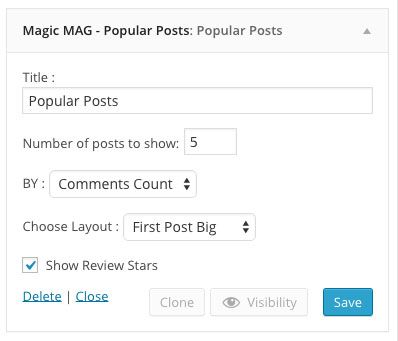 Magic MAG - Popular Posts: Popular Posts
Title :
Popular Posts
Number of posts to show: 5
BY : Comments Count
Choose Layout : First Post Big
Show Review Stars
Delete | Close Clone Visibility Save